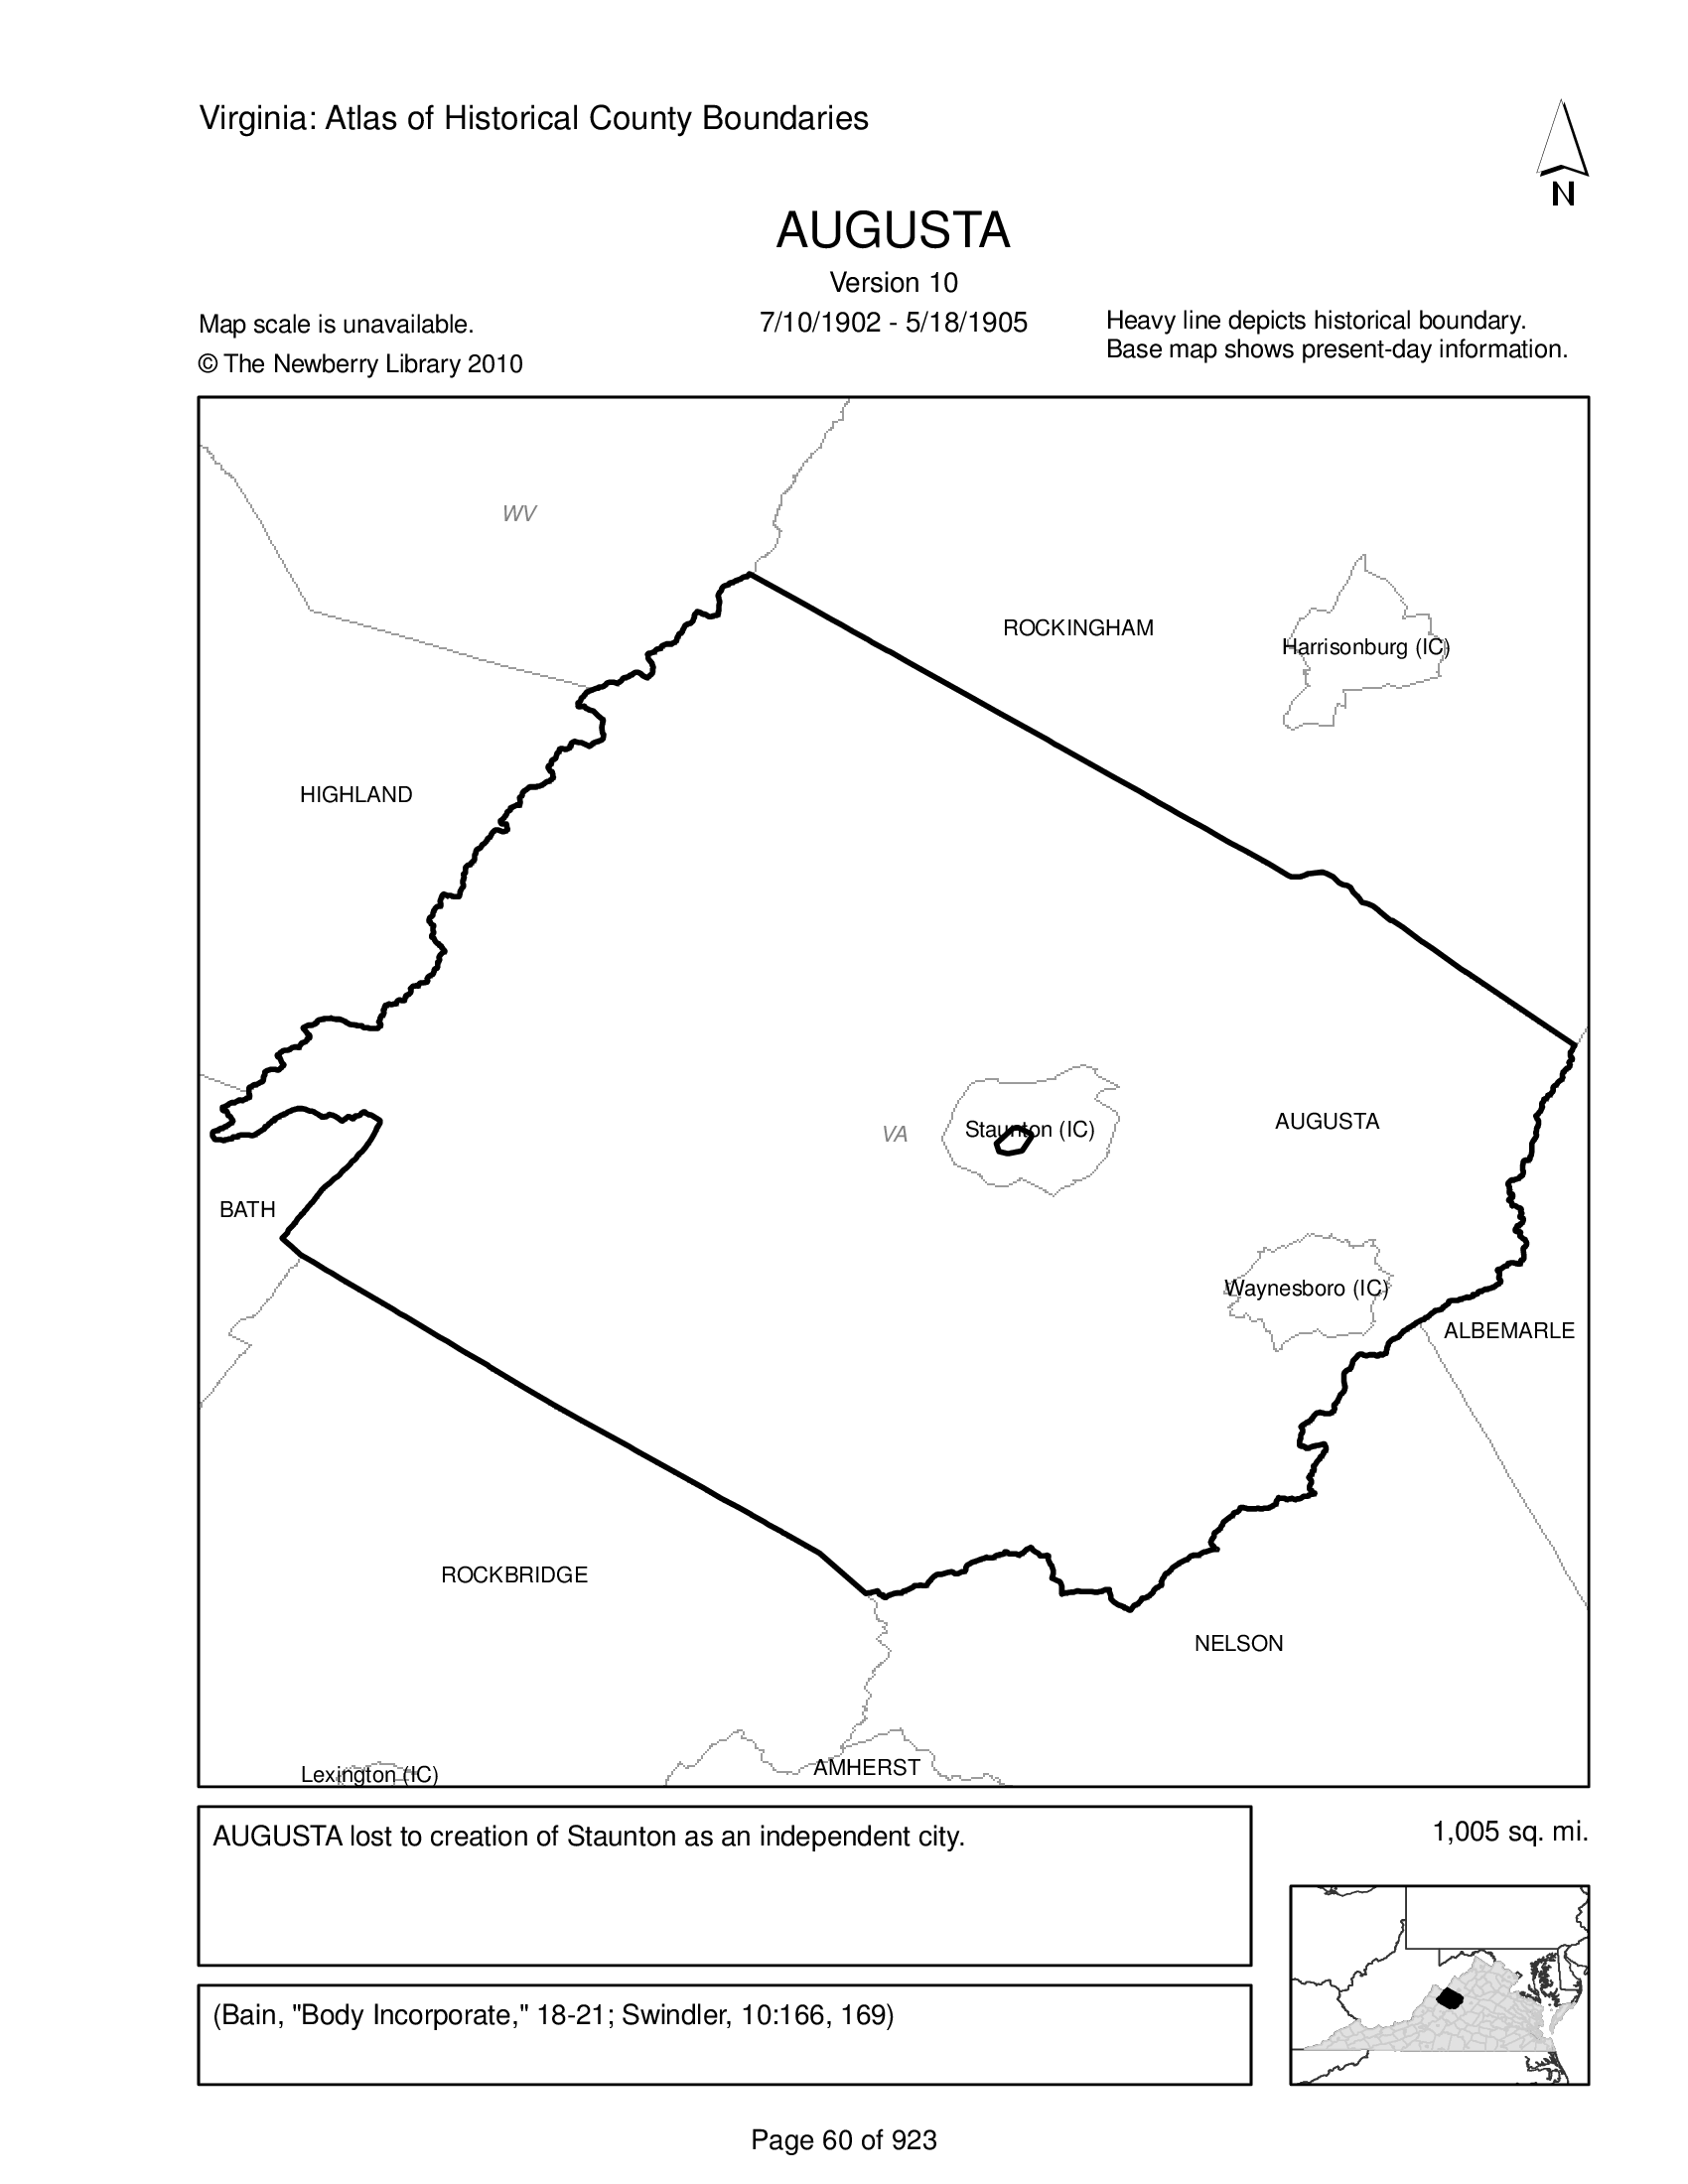 Virginia: Atlas of Historical County Boundaries
N
AUGUSTA
Version 10
7/10/1902 - 5/18/1905
Map scale is unavailable.
© The Newberry Library 2010
Heavy line depicts historical boundary.
Base map shows present-day information.
WV
ROCKINGHAM
Harrisonburg (IC)
HIGHLAND
AUGUSTA
Staunton (IC)
VA
BATH
Waynesboro (IC)
ALBEMARLE
ROCKBRIDGE
NELSON
AMHERST
Lexington (IC)
AUGUSTA lost to creation of Staunton as an independent city.
1,005 sq. mi.
(Bain, "Body Incorporate," 18-21; Swindler, 10:166, 169)
Page 60 of 923